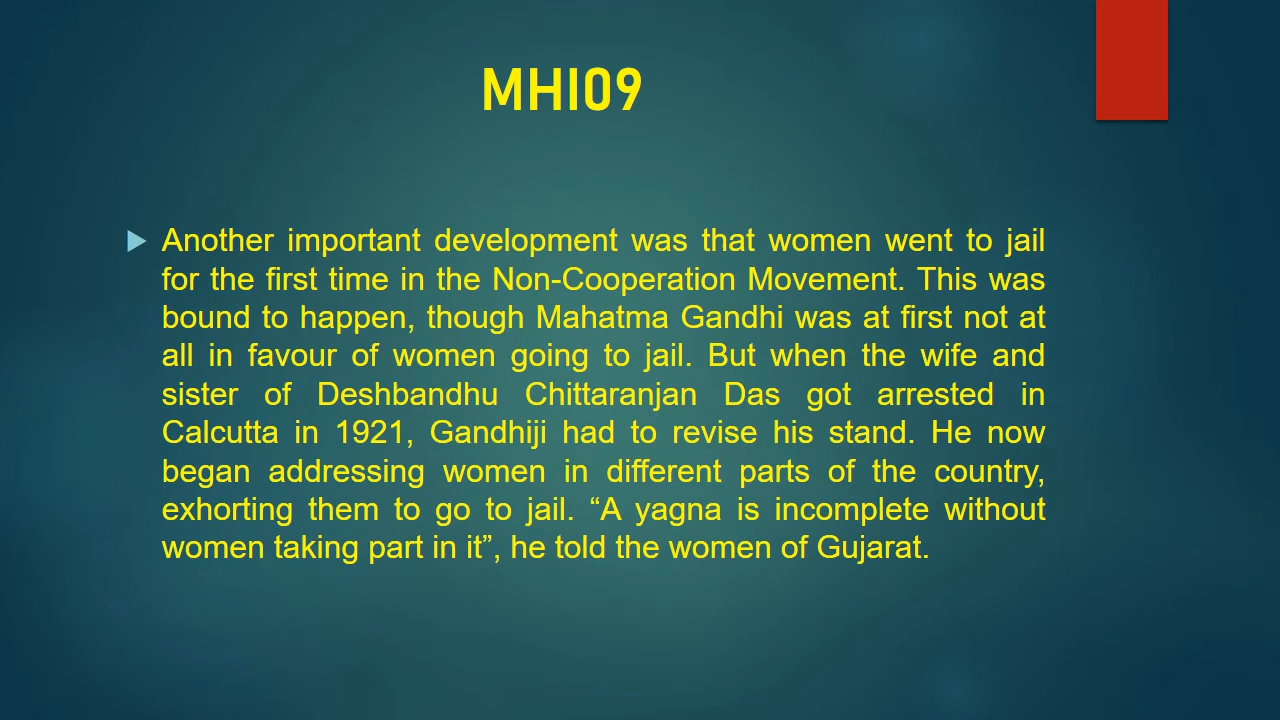 MHI09
Another important development was that women went to jail
for the first time in the Non-Cooperation Movement. This was
bound to happen, though Mahatma Gandhi was at first not at
all in favour of women going to jail. But when the wife and
sister of Deshbandhu Chittaranjan Das got arrested in
Calcutta in 1921, Gandhiji had to revise his stand. He now
began addressing women in different parts of the country,
exhorting them to go to jail. “A yagna is incomplete without
women taking part in it”, he told the women of Gujarat.